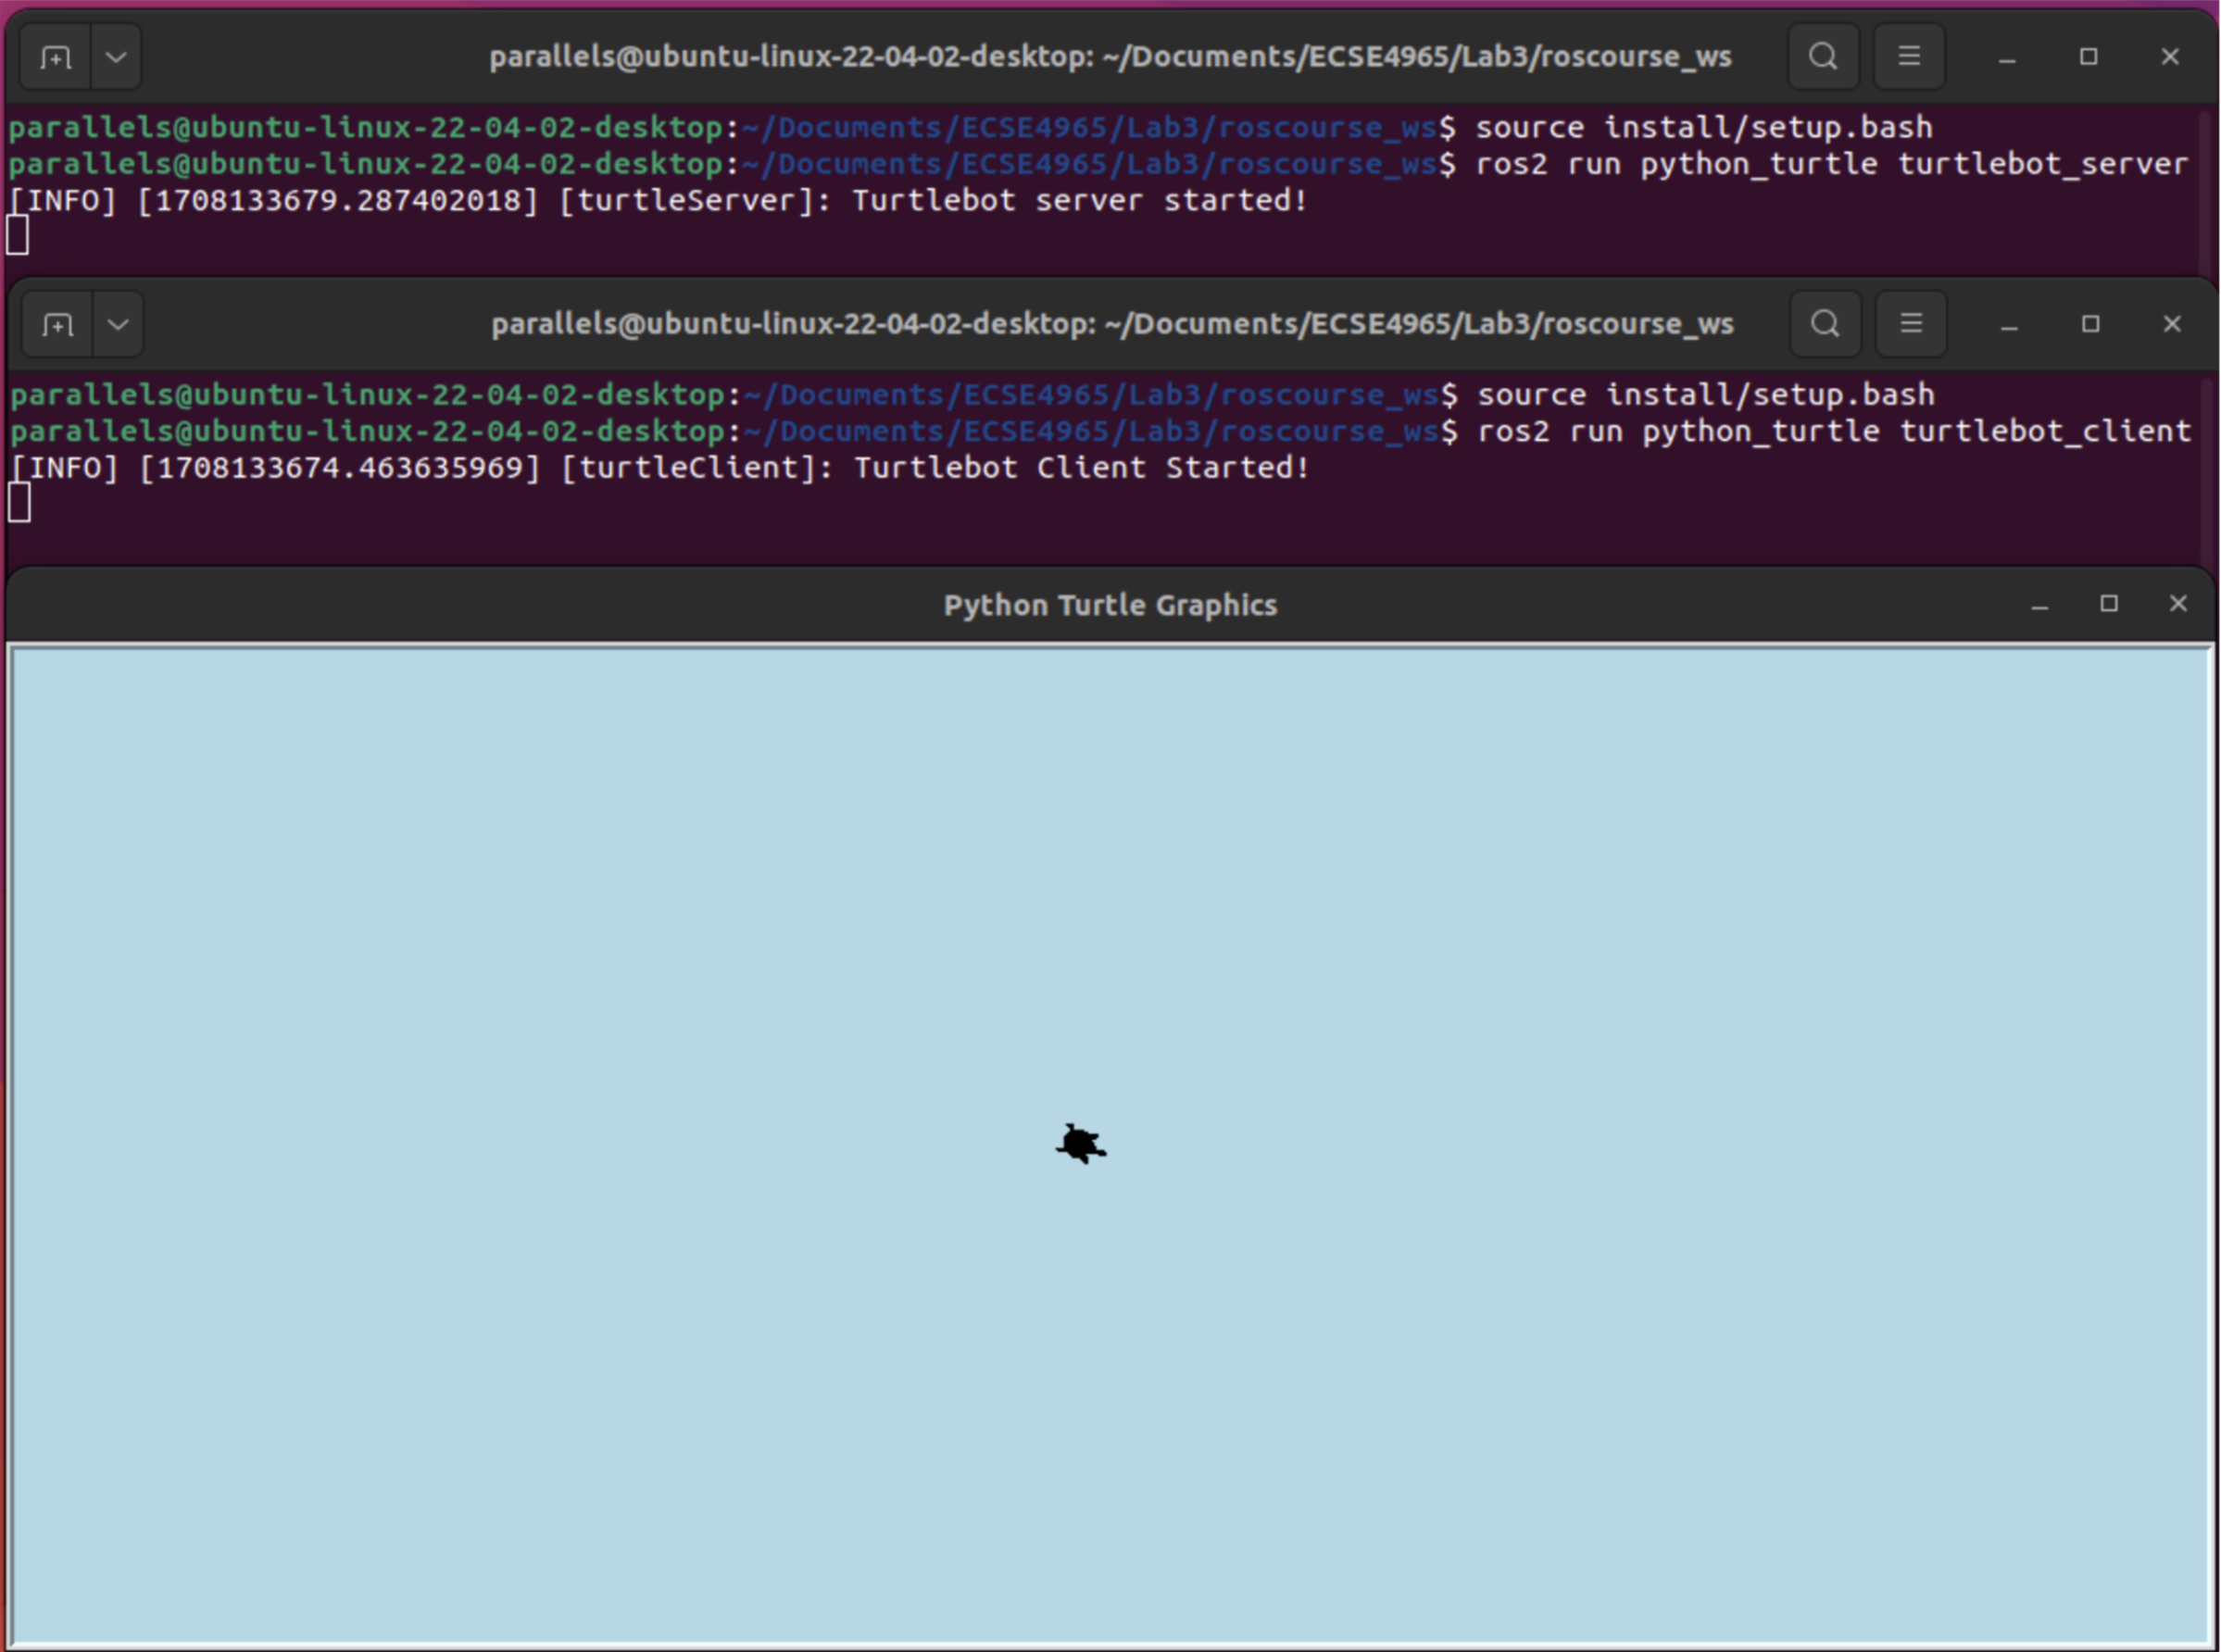 parallels@ubuntu-linux-22-04-02-desktop: ~/Documents/ECSE4965/Lab3/roscourse_ws
parallels@ubuntu-linux-22-04-02-desktop:~/Documents/ECSE4965/Lab3/roscourse_ws$ source install/setup.bash
parallels@ubuntu-linux-22-04-02-desktop:~/Documents/ECSE4965/Lab3/roscourse_ws$ ros2 run python_turtle turtlebot_server
[INFO] [1708133679.287402018] [turtleServer]: Turtlebot server started!
parallels@ubuntu-linux-22-04-02-desktop: ~/Documents/ECSE4965/Lab3/roscourse_ws
parallels@ubuntu-linux-22-04-02-desktop:~/Documents/ECSE4965/Lab3/roscourse_ws$ source install/setup.bash
parallels@ubuntu-linux-22-04-02-desktop:~/Documents/ECSE4965/Lab3/roscourse_ws$ ros2 run python_turtle turtlebot_client
[INFO] [1708133674.463635969] [turtleClient]: Turtlebot Client Started!
Python Turtle Graphics